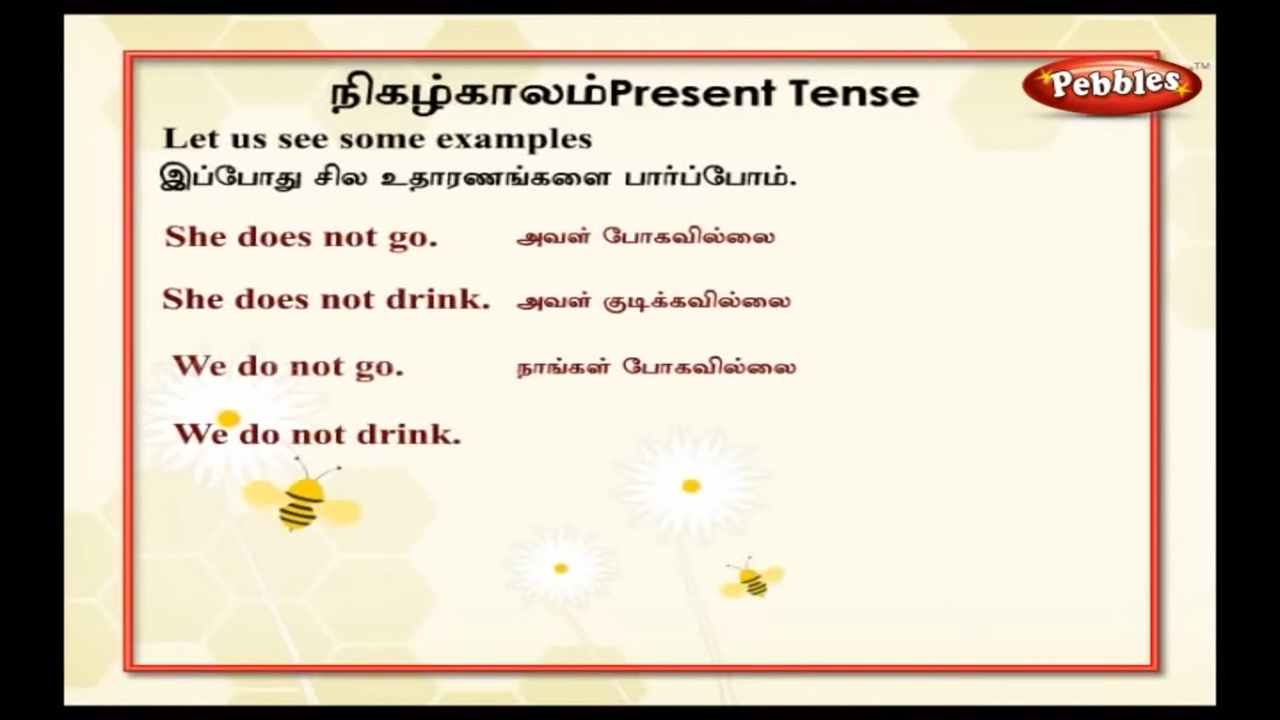 நிகழ்காலம்Present Tense
Pebbles™
Let us see some examples
இப்போது சில உதாரணங்களை பார்ப்போம்.
She does not go. அவள் போகவில்லை
She does not drink. அவள் குடிக்கவில்லை
We do not go. நாங்கள் போகவில்லை
We do not drink.